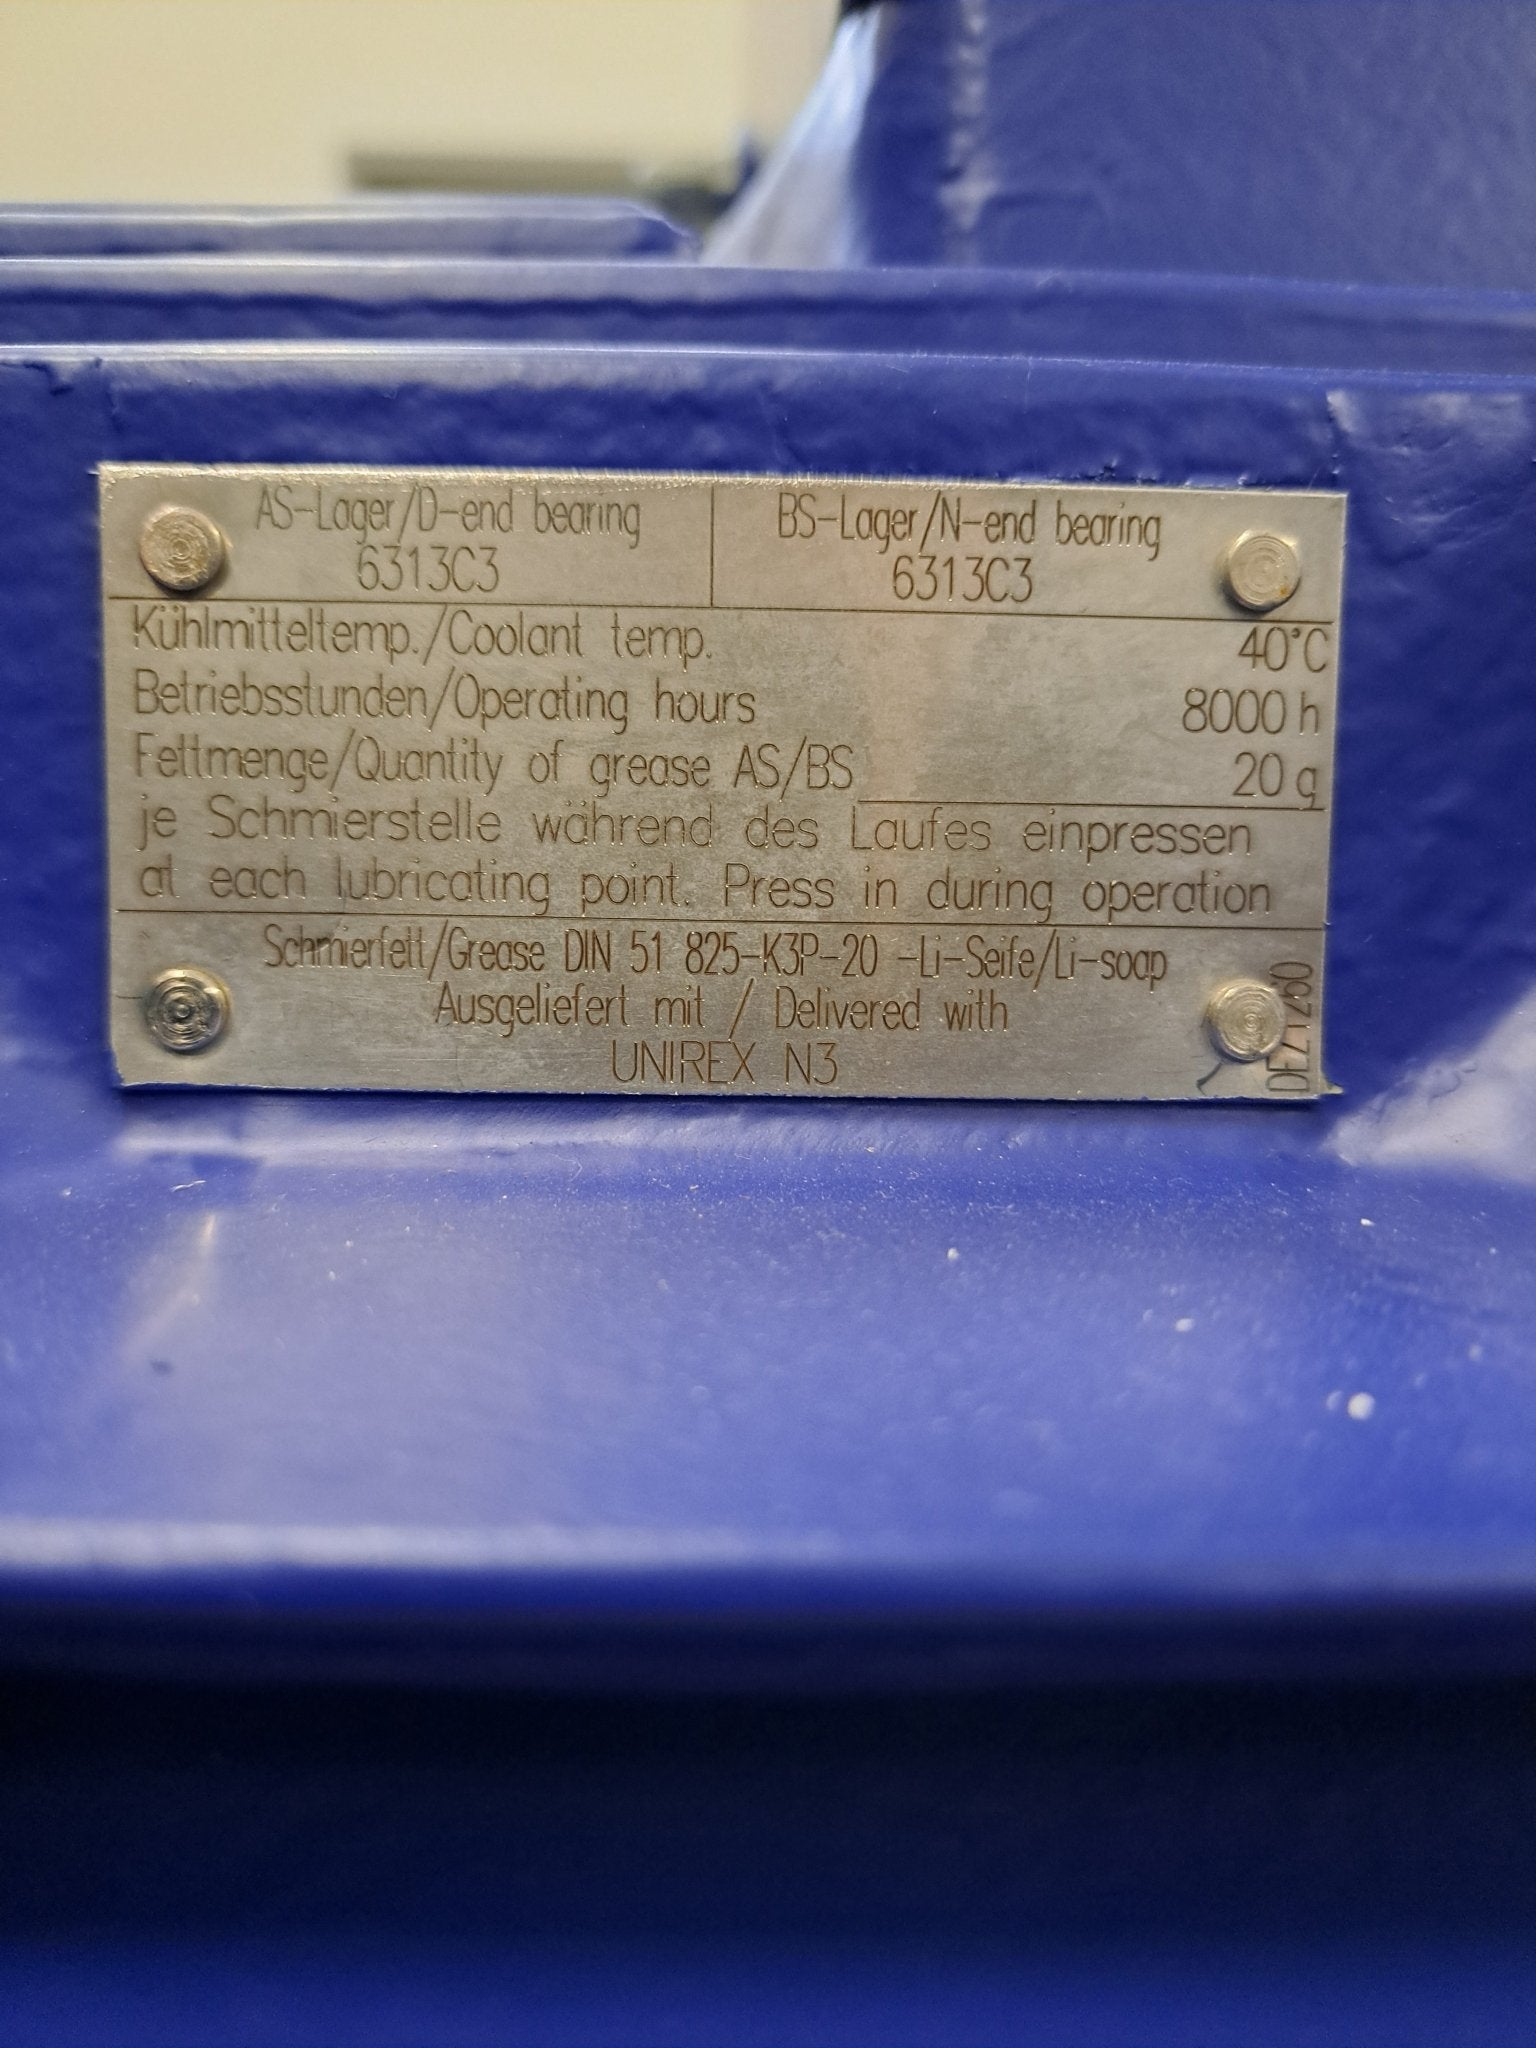 AS-Lager/D-end bearing
6313C3
BS-Lager/N-end bearing
6313C3
Kühlmitteltemp./Coolant temp. 40°C
Betriebsstunden/Operating hours 8000 h
Fettmenge/Quantity of grease AS/BS 20 g
je Schmierstelle während des Laufes einpressen
at each lubricating point. Press in during operation
Schmierfett/Grease DIN 51 825-K3P-20 -Li-Seife/Li-soap
Ausgeliefert mit / Delivered with
UNIREX N3